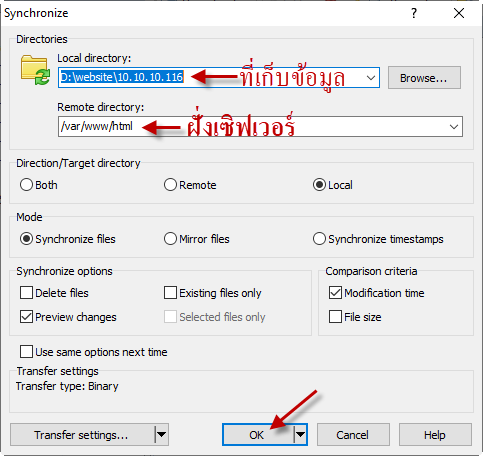 Synchronize
Directories
Local directory:
D:\website\10.10.10.116
ที่เก็บข้อมูล
Browse...
Remote directory:
/var/www/html
ฝั่งเซิฟเวอร์
Direction/Target directory
Both
Remote
Local
Mode
Synchronize files
Mirror files
Synchronize timestamps
Synchronize options
Comparison criteria
Delete files
Existing files only
Modification time
Preview changes
Selected files only
File size
Use same options next time
Transfer settings
Transfer type: Binary
Transfer settings...
OK
Cancel
Help